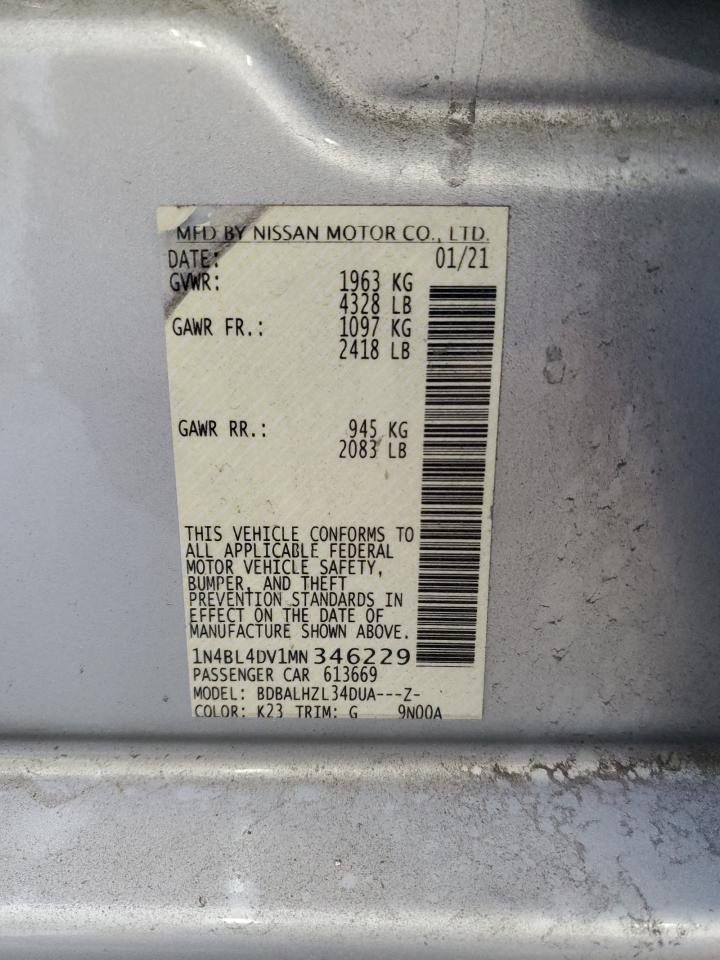 MFD BY NISSAN MOTOR CO., LTD.
DATE: 01/21
GVWR: 1963 KG
4328 LB
GAWR FR.: 1097 KG
2418 LB
GAWR RR.: 945 KG
2083 LB
THIS VEHICLE CONFORMS TO
ALL APPLICABLE FEDERAL
MOTOR VEHICLE SAFETY,
BUMPER, AND THEFT
PREVENTION STANDARDS IN
EFFECT ON THE DATE OF
MANUFACTURE SHOWN ABOVE.
1N4BL4DV1MN346229
PASSENGER CAR 613669
MODEL: BDBALHZL34DUA---Z-
COLOR: K23 TRIM: G 9N00A